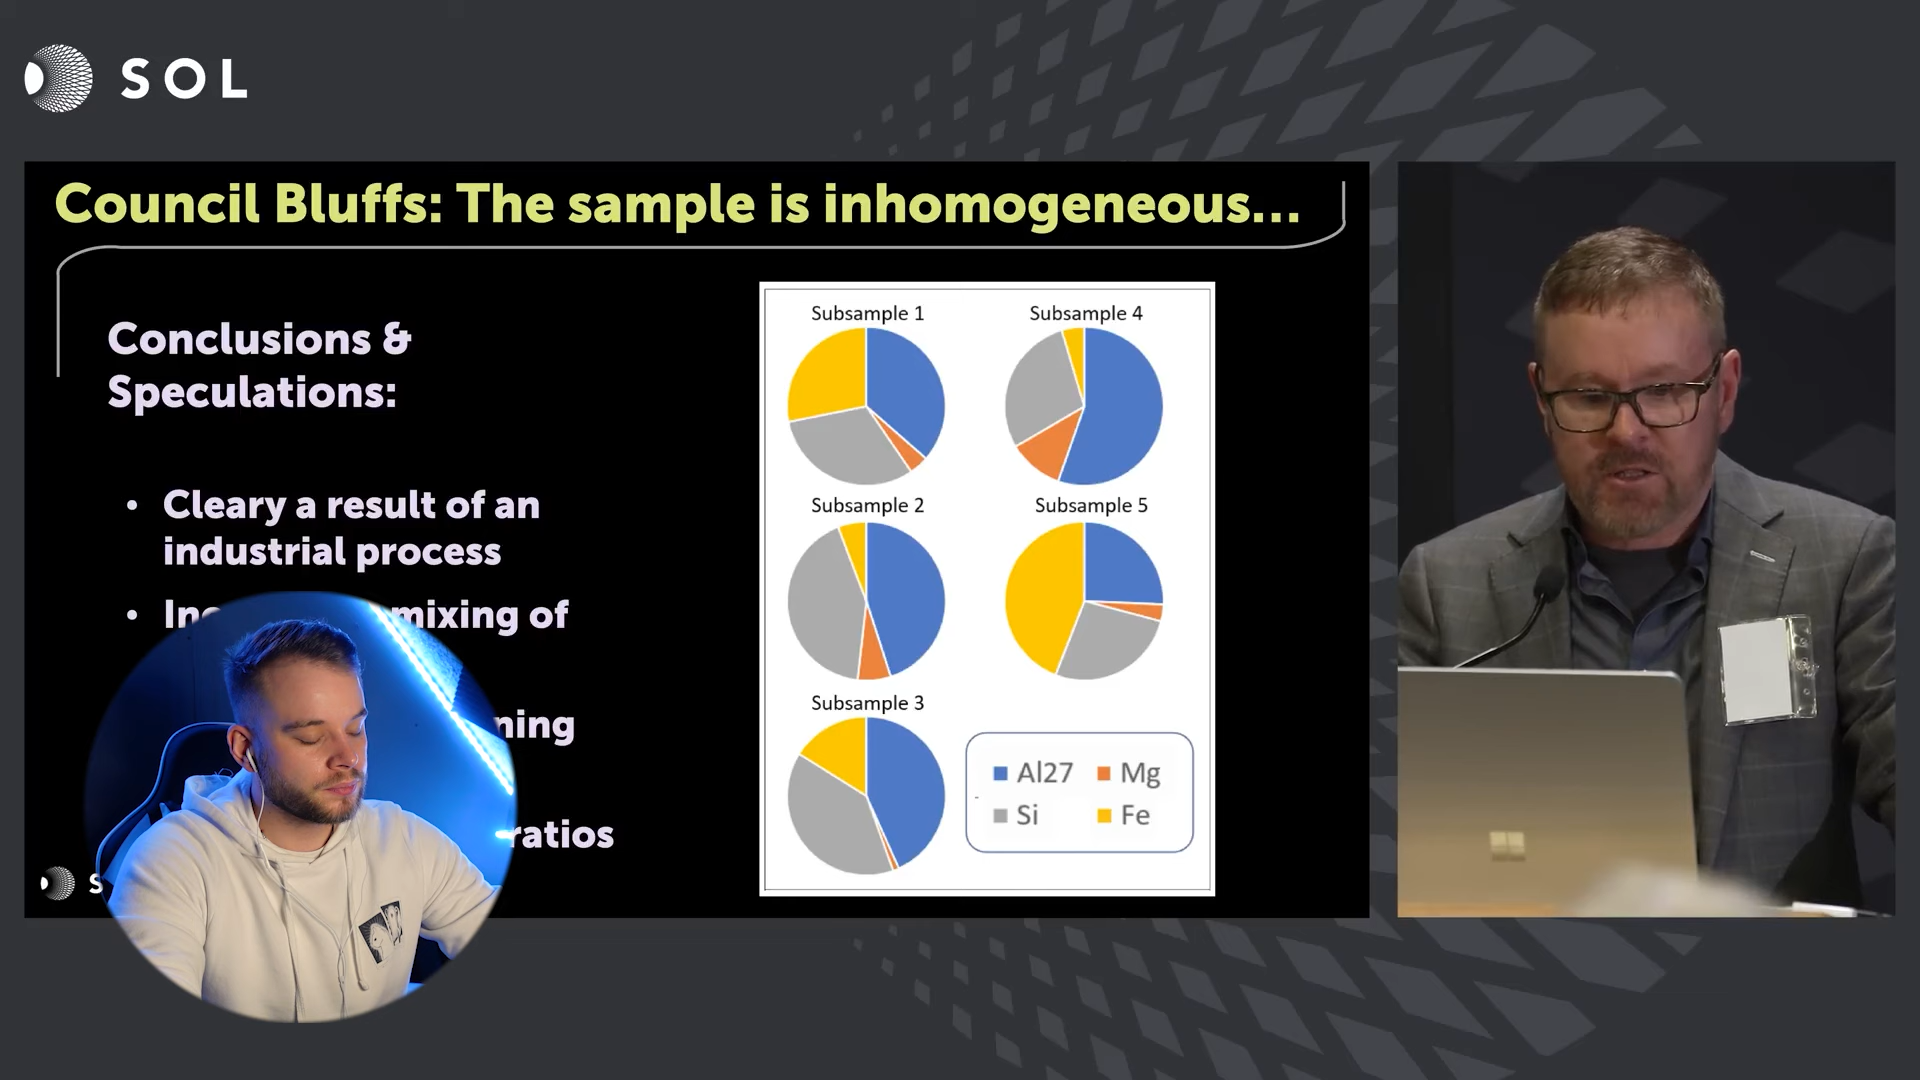 SOL
Council Bluffs: The sample is inhomogeneous...
Conclusions &
Speculations:
• Cleary a result of an
industrial process
• mixing of
ratios
Subsample 1
Subsample 4
Subsample 2
Subsample 5
Subsample 3
Al27 Mg
Si Fe